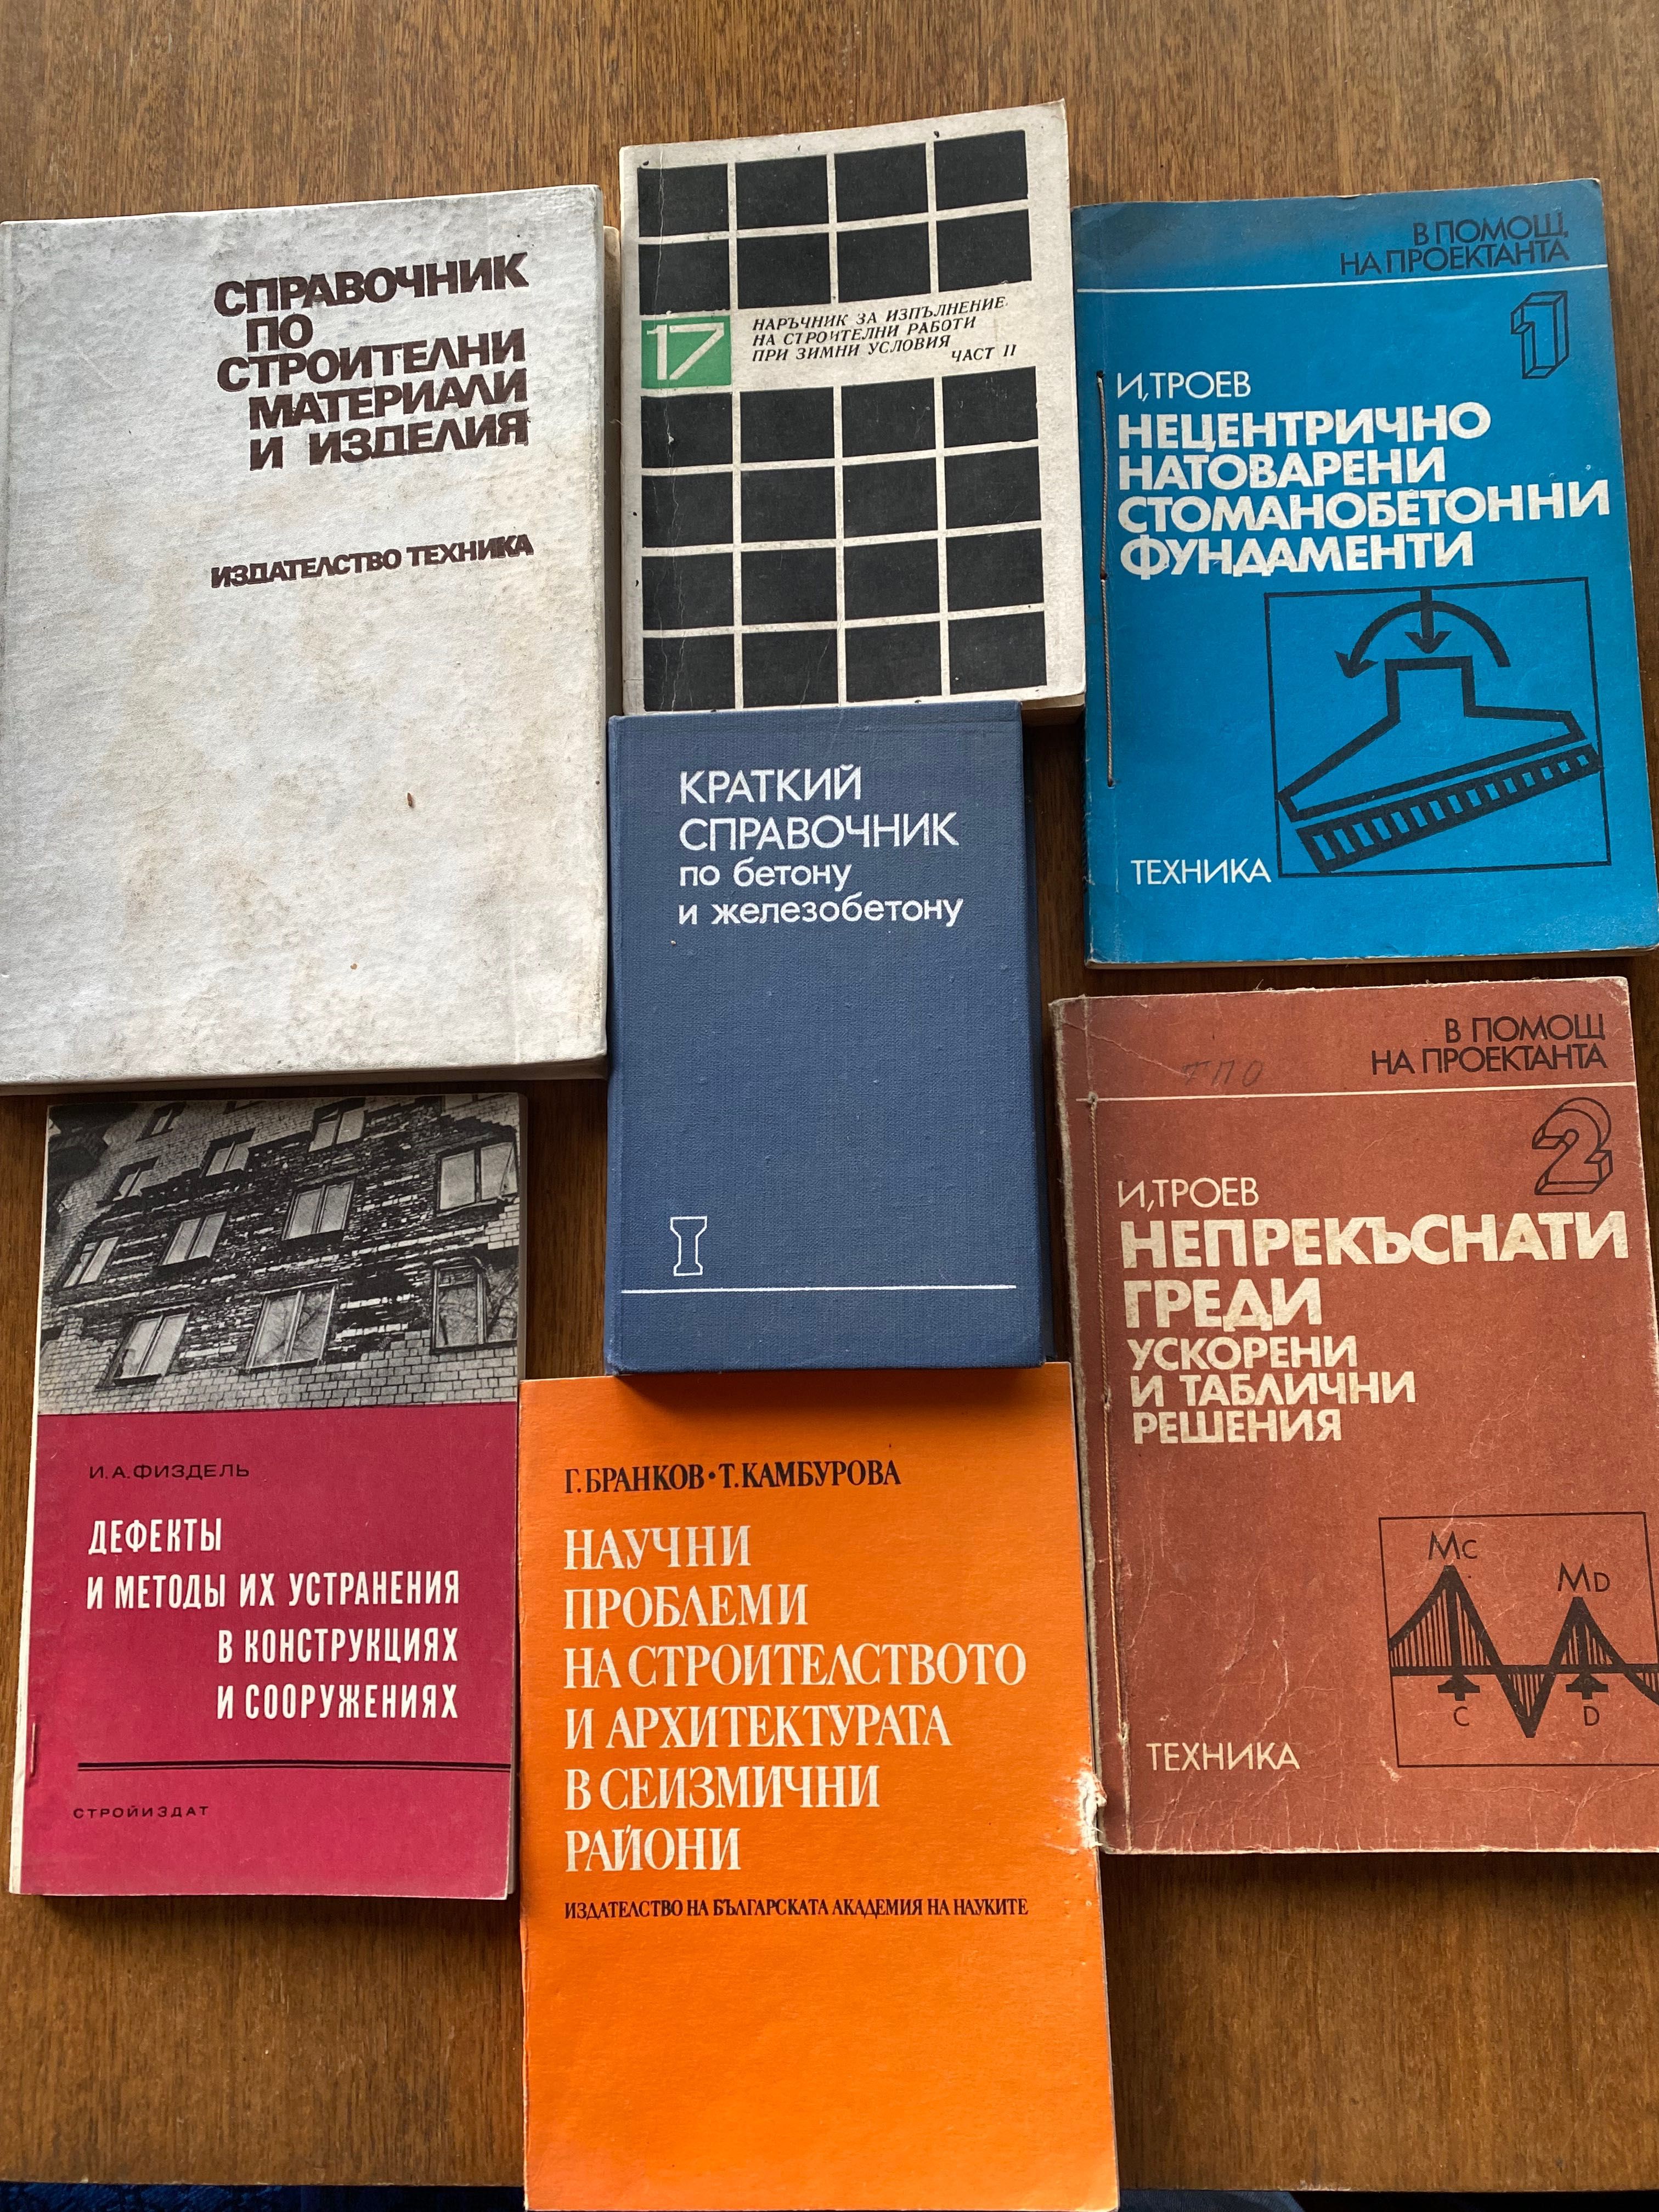 СПРАВОЧНИК
ПО
СТРОИТЕЛНИ
МАТЕРИАЛИ
И ИЗДЕЛИЯ
ИЗДАТЕЛСТВО ТЕХНИКА
17
НАРЪЧНИК ЗА ИЗПЪЛНЕНИЕ
НА СТРОИТЕЛНИ РАБОТИ
ПРИ ЗИМНИ УСЛОВИЯ
ЧАСТ II
В ПОМОЩ
НА ПРОЕКТАНТА
1
И,ТРОЕВ
НЕЦЕНТРИЧНО
НАТОВАРЕНИ
СТОМАНОБЕТОННИ
ФУНДАМЕНТИ
ТЕХНИКА
КРАТКИЙ
СПРАВОЧНИК
по бетону
и железобетону
В ПОМОЩ
НА ПРОЕКТАНТА
ТПО
2
И,ТРОЕВ
НЕПРЕКЪСНАТИ
ГРЕДИ
УСКОРЕНИ
И ТАБЛИЧНИ
РЕШЕНИЯ
Mc
MD
C
D
ТЕХНИКА
И.А.ФИЗДЕЛЬ
ДЕФЕКТЫ
И МЕТОДЫ ИХ УСТРАНЕНИЯ
В КОНСТРУКЦИЯХ
И СООРУЖЕНИЯХ
СТРОЙИЗДАТ
Г.БРАНКОВ•Т.КАМБУРОВА
НАУЧНИ
ПРОБЛЕМИ
НА СТРОИТЕЛСТВОТО
И АРХИТЕКТУРАТА
В СЕИЗМИЧНИ
РАЙОНИ
ИЗДАТЕЛСТВО НА БЪЛГАРСКАТА АКАДЕМИЯ НА НАУКИТЕ